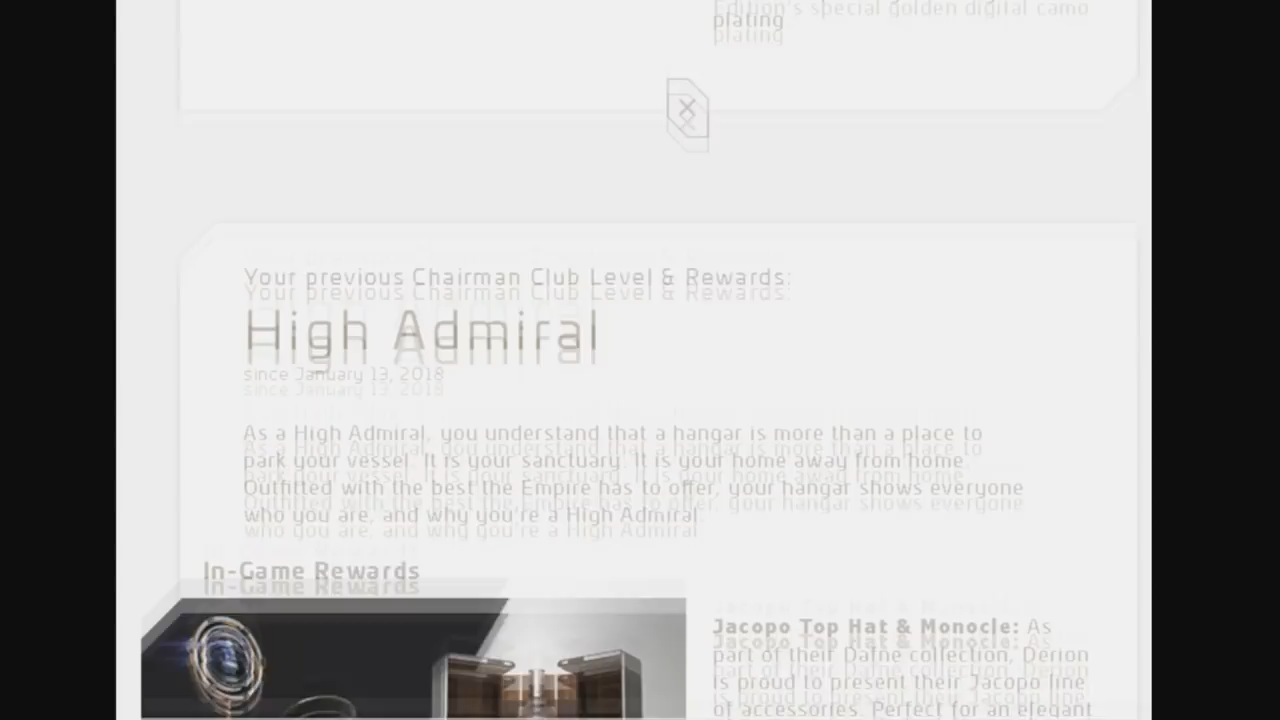 Edition's special golden digital camo
plating
Your previous Chairman Club Level & Rewards:
High Admiral
since January 13, 2018
As a High Admiral, you understand that a hangar is more than a place to
park your vessel. It is your sanctuary. It is your home away from home.
Outfitted with the best the Empire has to offer, your hangar shows everyone
who you are, and why you're a High Admiral.
In-Game Rewards
Jacopo Top Hat & Monocle: As
part of their Dafne collection, Derion
is proud to present their Jacopo line
of accessories. Perfect for an elegant